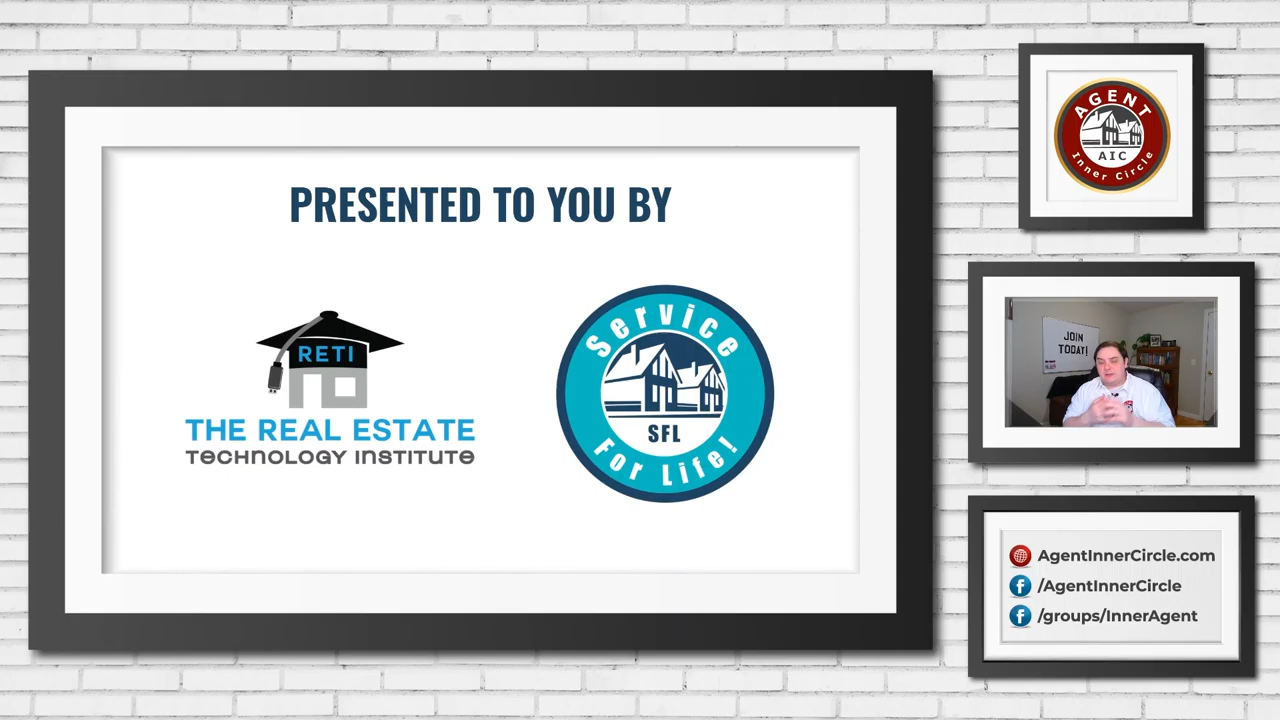 PRESENTED TO YOU BY
RETI
THE REAL ESTATE
TECHNOLOGY INSTITUTE
Service
SFL
For Life!
AGENT
AIC
Inner Circle
JOIN
TODAY!
AgentInnerCircle.com
/AgentInnerCircle
/groups/InnerAgent